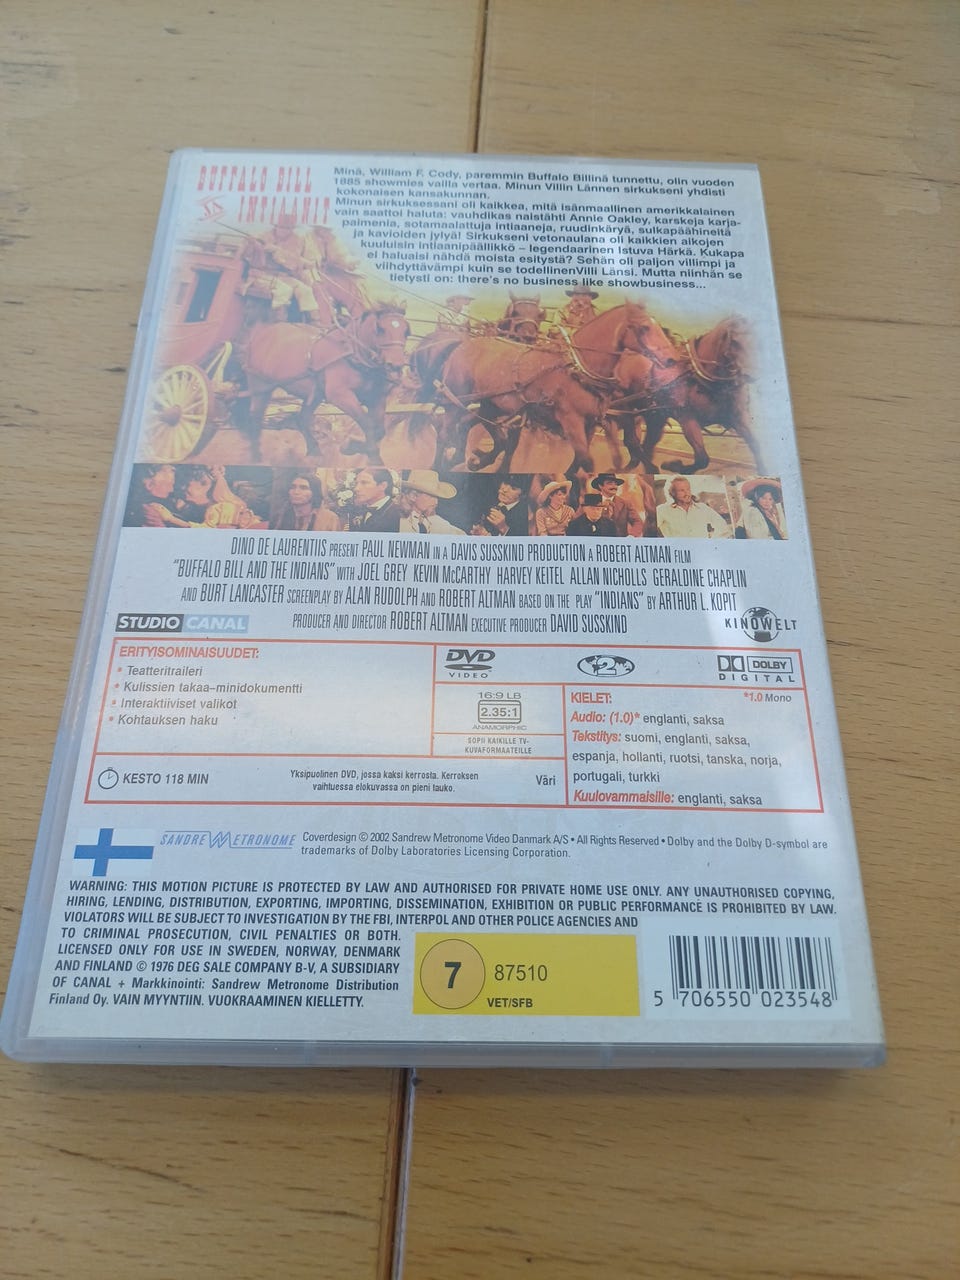 BUFFALO BILL
JA INTIAANIT
Minä, William F. Cody, paremmin Buffalo Billinä tunnettu, olin vuoden
1885 showmies vailla vertaa. Minun Villin Lännen sirkukseni yhdisti
kokonaisen kansakunnan.
Minun sirkuksessani oli kaikkea, mitä isänmaallinen amerikkalainen
vain saattoi haluta: vauhdikas naistähti Annie Oakley, karskeja karja-
paimenia, sotamaalattuja intiaaneja, ruudinkäryä, sulkapäähineitä
ja kavioiden jylyä! Sirkukseni vetonaulana oli kaikkien aikojen
kuuluisin intiaanipäällikkö – legendaarinen Istuva Härkä. Kukapa
ei haluaisi nähdä moista esitystä? Sehän oli paljon villimpi ja
viihdyttävämpi kuin se todellinenVilli Länsi. Mutta niinhän se
tietysti on: there's no business like showbusiness...
DINO DE LAURENTIIS PRESENT PAUL NEWMAN IN A DAVIS SUSSKIND PRODUCTION A ROBERT ALTMAN FILM
"BUFFALO BILL AND THE INDIANS" WITH JOEL GREY KEVIN McCARTHY HARVEY KEITEL ALLAN NICHOLLS GERALDINE CHAPLIN
AND BURT LANCASTER SCREENPLAY BY ALAN RUDOLPH AND ROBERT ALTMAN BASED ON THE PLAY "INDIANS" BY ARTHUR L. KOPIT
PRODUCER AND DIRECTOR ROBERT ALTMAN EXECUTIVE PRODUCER DAVID SUSSKIND
STUDIO CANAL
KINOWELT
ERITYISOMINAISUUDET:
• Teatteritraileri
• Kulissien takaa–minidokumentti
• Interaktiiviset valikot
• Kohtauksen haku
DVD
VIDEO
2
DOLBY
DIGITAL
16:9 LB
2.35:1
ANAMORPHIC
SOPII KAIKILLE TV-
KUVAFORMAATEILLE
KIELET: *1.0 Mono
Audio: (1.0)* englanti, saksa
Tekstitys: suomi, englanti, saksa,
espanja, hollanti, ruotsi, tanska, norja,
portugali, turkki
Kuulovammaisille: englanti, saksa
KESTO 118 MIN
Yksipuolinen DVD, jossa kaksi kerrosta. Kerroksen
vaihtuessa elokuvassa on pieni tauko.
Väri
SANDREW METRONOME
Coverdesign © 2002 Sandrew Metronome Video Danmark A/S • All Rights Reserved • Dolby and the Dolby D-symbol are
trademarks of Dolby Laboratories Licensing Corporation.
WARNING: THIS MOTION PICTURE IS PROTECTED BY LAW AND AUTHORISED FOR PRIVATE HOME USE ONLY. ANY UNAUTHORISED COPYING,
HIRING, LENDING, DISTRIBUTION, EXPORTING, IMPORTING, DISSEMINATION, EXHIBITION OR PUBLIC PERFORMANCE IS PROHIBITED BY LAW.
VIOLATORS WILL BE SUBJECT TO INVESTIGATION BY THE FBI, INTERPOL AND OTHER POLICE AGENCIES AND
TO CRIMINAL PROSECUTION, CIVIL PENALTIES OR BOTH.
LICENSED ONLY FOR USE IN SWEDEN, NORWAY, DENMARK
AND FINLAND © 1976 DEG SALE COMPANY B-V, A SUBSIDIARY
OF CANAL + Markkinointi: Sandrew Metronome Distribution
Finland Oy. VAIN MYYNTIIN. VUOKRAAMINEN KIELLETTY.
7 87510
VET/SFB
5 706550 023548